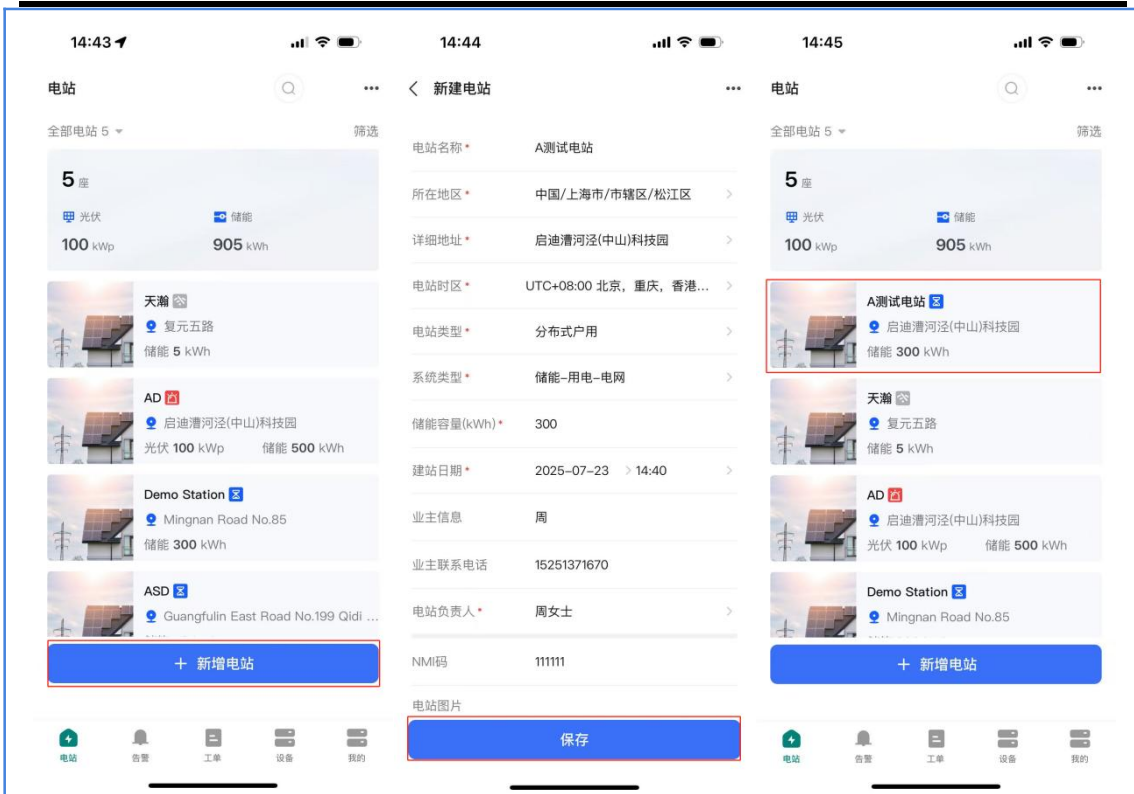 14:43
电站
全部电站 5
筛选
5 座
光伏
储能
100 kWp
905 kWh
天瀚
复元五路
储能 5 kWh
AD
启迪漕河泾(中山)科技园
光伏 100 kWp 储能 500 kWh
Demo Station
Mingnan Road No.85
储能 300 kWh
ASD
Guangfulin East Road No.199 Qidi ...
+ 新增电站
电站
告警
工单
设备
我的
14:44
新建电站
电站名称* A测试电站
所在地区* 中国/上海市/市辖区/松江区
详细地址* 启迪漕河泾(中山)科技园
电站时区* UTC+08:00 北京，重庆，香港...
电站类型* 分布式户用
系统类型* 储能-用电-电网
储能容量(kWh)* 300
建站日期* 2025-07-23 14:40
业主信息 周
业主联系电话 15251371670
电站负责人* 周女士
NMI码 111111
电站图片
保存
14:45
电站
全部电站 5
筛选
5 座
光伏
储能
100 kWp
905 kWh
A测试电站
启迪漕河泾(中山)科技园
储能 300 kWh
天瀚
复元五路
储能 5 kWh
AD
启迪漕河泾(中山)科技园
光伏 100 kWp 储能 500 kWh
Demo Station
Mingnan Road No.85
+ 新增电站
电站
告警
工单
设备
我的